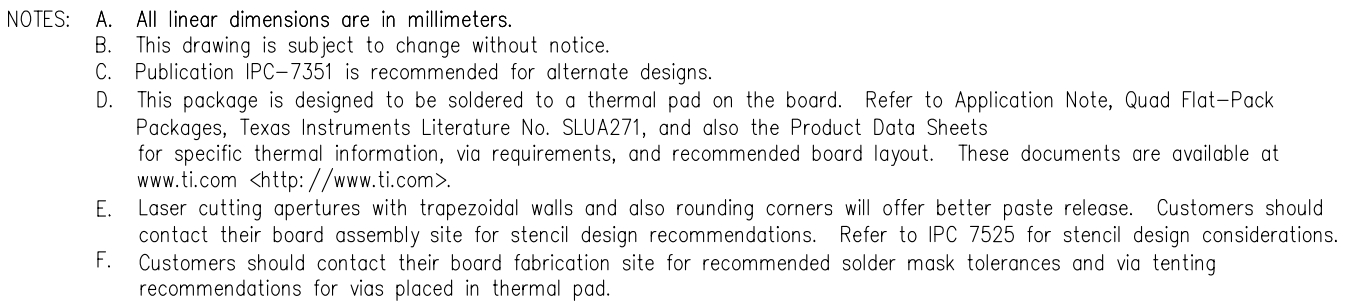 NOTES: A. All linear dimensions are in millimeters.
B. This drawing is subject to change without notice.
C. Publication IPC-7351 is recommended for alternate designs.
D. This package is designed to be soldered to a thermal pad on the board. Refer to Application Note, Quad Flat-Pack
Packages, Texas Instruments Literature No. SLUA271, and also the Product Data Sheets
for specific thermal information, via requirements, and recommended board layout. These documents are available at
www.ti.com <http://www.ti.com>.
E. Laser cutting apertures with trapezoidal walls and also rounding corners will offer better paste release. Customers should
contact their board assembly site for stencil design recommendations. Refer to IPC 7525 for stencil design considerations.
F. Customers should contact their board fabrication site for recommended solder mask tolerances and via tenting
recommendations for vias placed in thermal pad.